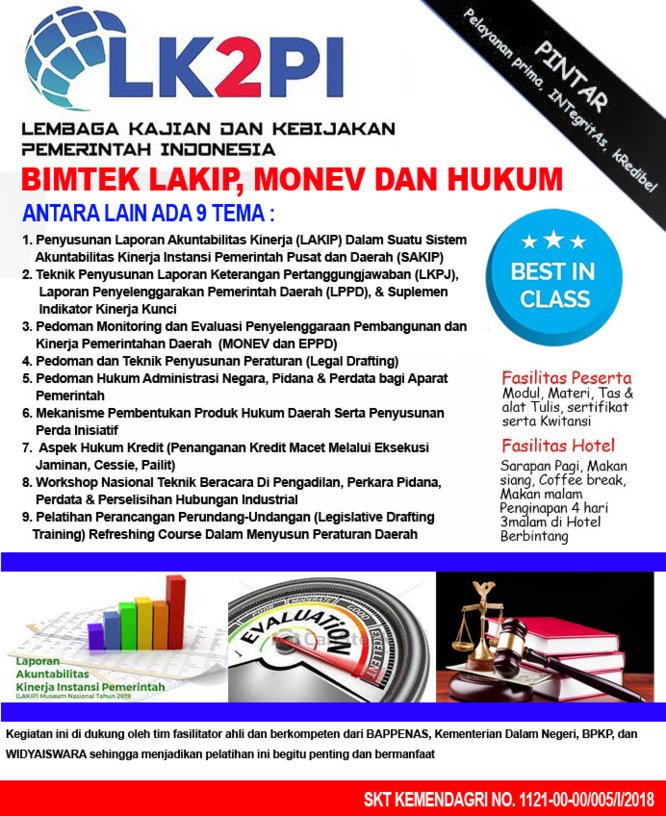 LK2PI
LEMBAGA KAJIAN DAN KEBIJAKAN
PEMERINTAH INDONESIA
PINTAR
Pelayanan prima, INTegritAs, kRedibel
BIMTEK LAKIP, MONEV DAN HUKUM
ANTARA LAIN ADA 9 TEMA :
1. Penyusunan Laporan Akuntabilitas Kinerja (LAKIP) Dalam Suatu Sistem
Akuntabilitas Kinerja Instansi Pemerintah Pusat dan Daerah (SAKIP)
2. Teknik Penyusunan Laporan Keterangan Pertanggungjawaban (LKPJ),
Laporan Penyelenggarakan Pemerintah Daerah (LPPD), & Suplemen
Indikator Kinerja Kunci
3. Pedoman Monitoring dan Evaluasi Penyelenggaraan Pembangunan dan
Kinerja Pemerintahan Daerah (MONEV dan EPPD)
4. Pedoman dan Teknik Penyusunan Peraturan (Legal Drafting)
5. Pedoman Hukum Administrasi Negara, Pidana & Perdata bagi Aparat
Pemerintah
6. Mekanisme Pembentukan Produk Hukum Daerah Serta Penyusunan
Perda Inisiatif
7. Aspek Hukum Kredit (Penanganan Kredit Macet Melalui Eksekusi
Jaminan, Cessie, Pailit)
8. Workshop Nasional Teknik Beracara Di Pengadilan, Perkara Pidana,
Perdata & Perselisihan Hubungan Industrial
9. Pelatihan Perancangan Perundang-Undangan (Legislative Drafting
Training) Refreshing Course Dalam Menyusun Peraturan Daerah
BEST IN
CLASS
Fasilitas Peserta
Modul, Materi, Tas &
alat Tulis, sertifikat
serta Kwitansi
Fasilitas Hotel
Sarapan Pagi, Makan
siang, Coffee break,
Makan malam
Penginapan 4 hari
3malam di Hotel
Berbintang
Laporan
Akuntabilitas
Kinerja Instansi Pemerintah
(LAKIP) Museum Nasional Tahun 2019
POOR
MODERATE
GOOD
EXCELLENT
EVALUATION
Kegiatan ini di dukung oleh tim fasilitator ahli dan berkompeten dari BAPPENAS, Kementerian Dalam Negeri, BPKP, dan
WIDYAISWARA sehingga menjadikan pelatihan ini begitu penting dan bermanfaat
SKT KEMENDAGRI NO. 1121-00-00/005/I/2018